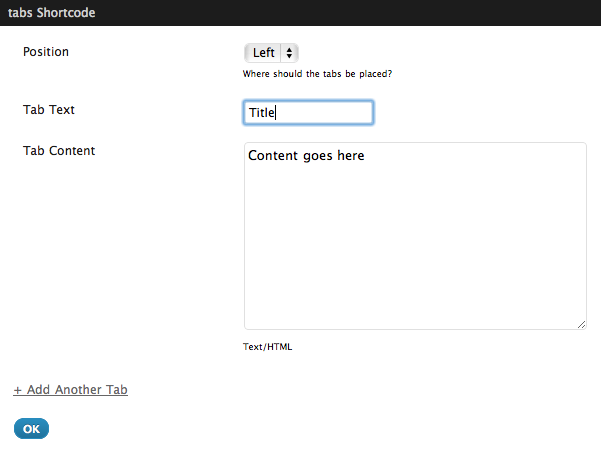 tabs Shortcode
Position Left
Where should the tabs be placed?
Tab Text Title
Tab Content Content goes here
Text/HTML
+ Add Another Tab
OK